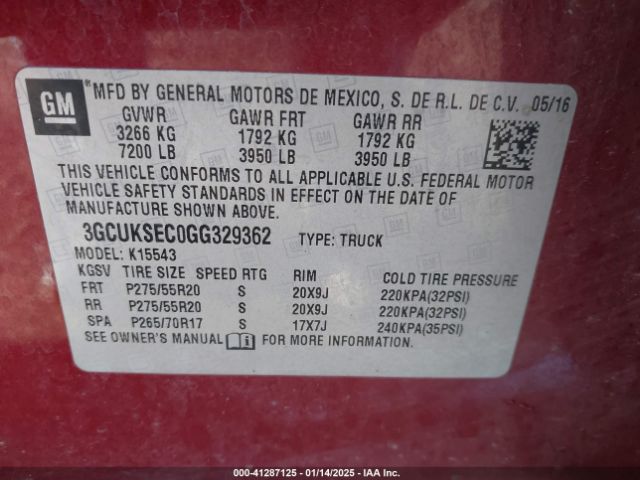 GM
*MFD BY GENERAL MOTORS DE MEXICO, S. DE R.L. DE C.V. 05/16
GVWR GAWR FRT GAWR RR
3266 KG 1792 KG 1792 KG
7200 LB 3950 LB 3950 LB
THIS VEHICLE CONFORMS TO ALL APPLICABLE U.S. FEDERAL MOTOR
VEHICLE SAFETY STANDARDS IN EFFECT ON THE DATE OF
MANUFACTURE SHOWN ABOVE.
3GCUKSEC0GG329362 TYPE: TRUCK
MODEL: K15543
KGSV TIRE SIZE SPEED RTG RIM COLD TIRE PRESSURE
FRT P275/55R20 S 20X9J 220KPA(32PSI)
RR P275/55R20 S 20X9J 220KPA(32PSI)
SPA P265/70R17 S 17X7J 240KPA(35PSI)
SEE OWNER'S MANUAL FOR MORE INFORMATION.
000-41287125 - 01/14/2025 - IAA Inc.